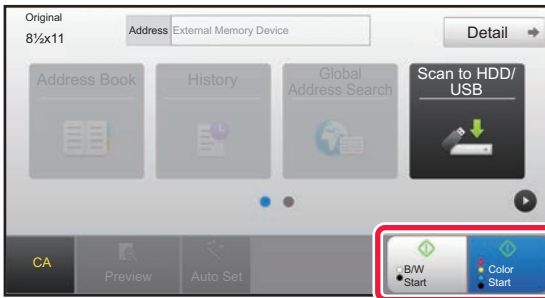 Original
8½x11
Address External Memory Device
Detail
Address Book
History
Global
Address Search
Scan to HDD/
USB
CA
Preview
Auto Set
B/W
Start
Color
Start